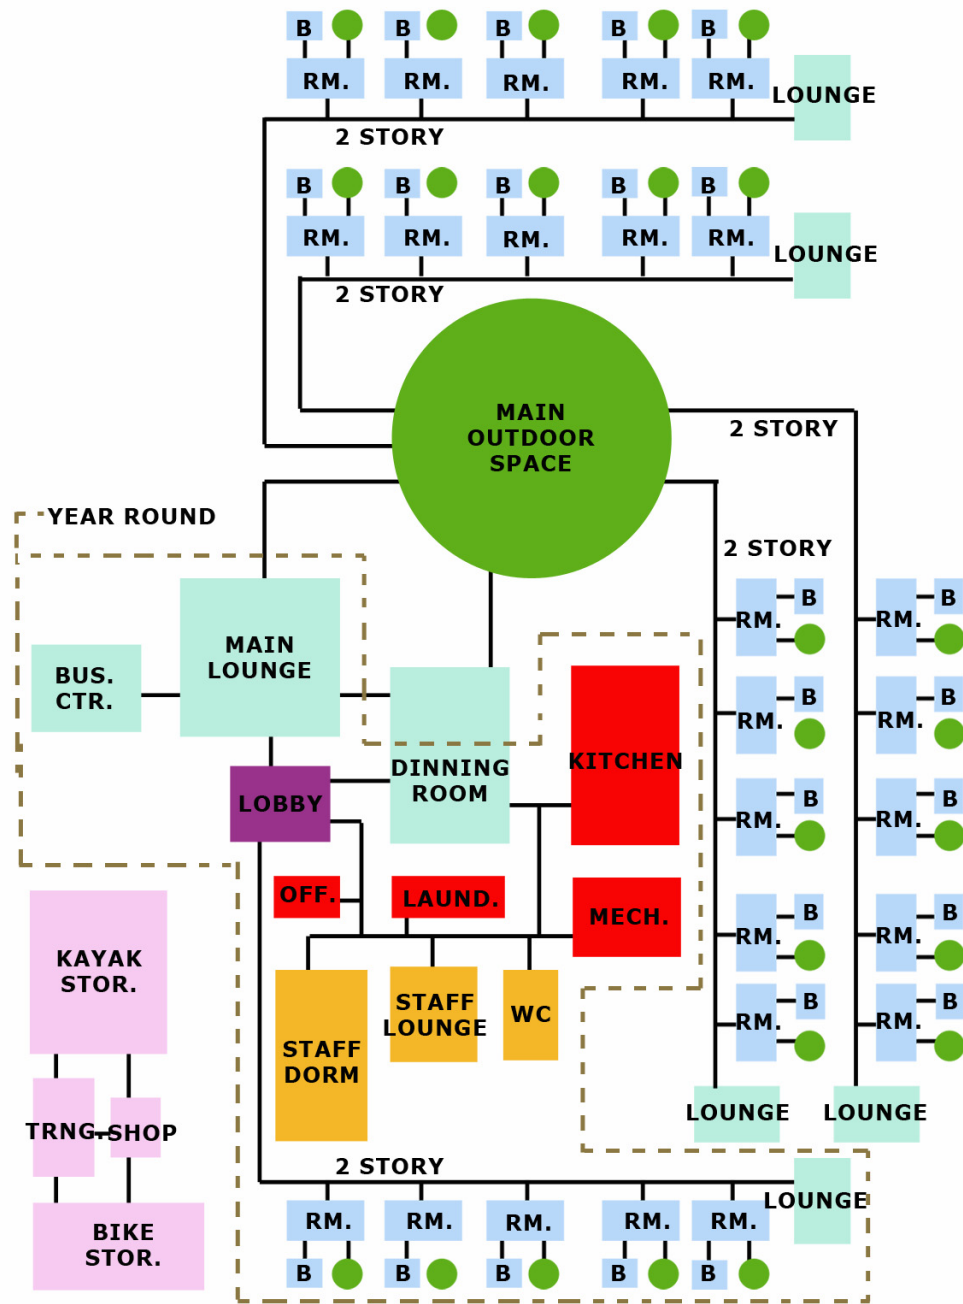 B B B B B
RM. RM. RM. RM. RM.
LOUNGE
2 STORY
B B B B B
RM. RM. RM. RM. RM.
LOUNGE
2 STORY
MAIN
OUTDOOR
SPACE
2 STORY
YEAR ROUND
2 STORY
MAIN
LOUNGE
BUS.
CTR.
DINNING
ROOM
KITCHEN
LOBBY
OFF.
LAUND.
MECH.
STAFF
LOUNGE
WC
STAFF
DORM
B B
RM. RM.
B B
RM. RM.
B B
RM. RM.
B B
RM. RM.
B B
RM. RM.
LOUNGE LOUNGE
KAYAK
STOR.
TRNG. SHOP
BIKE
STOR.
2 STORY
LOUNGE
RM. RM. RM. RM. RM.
B B B B B